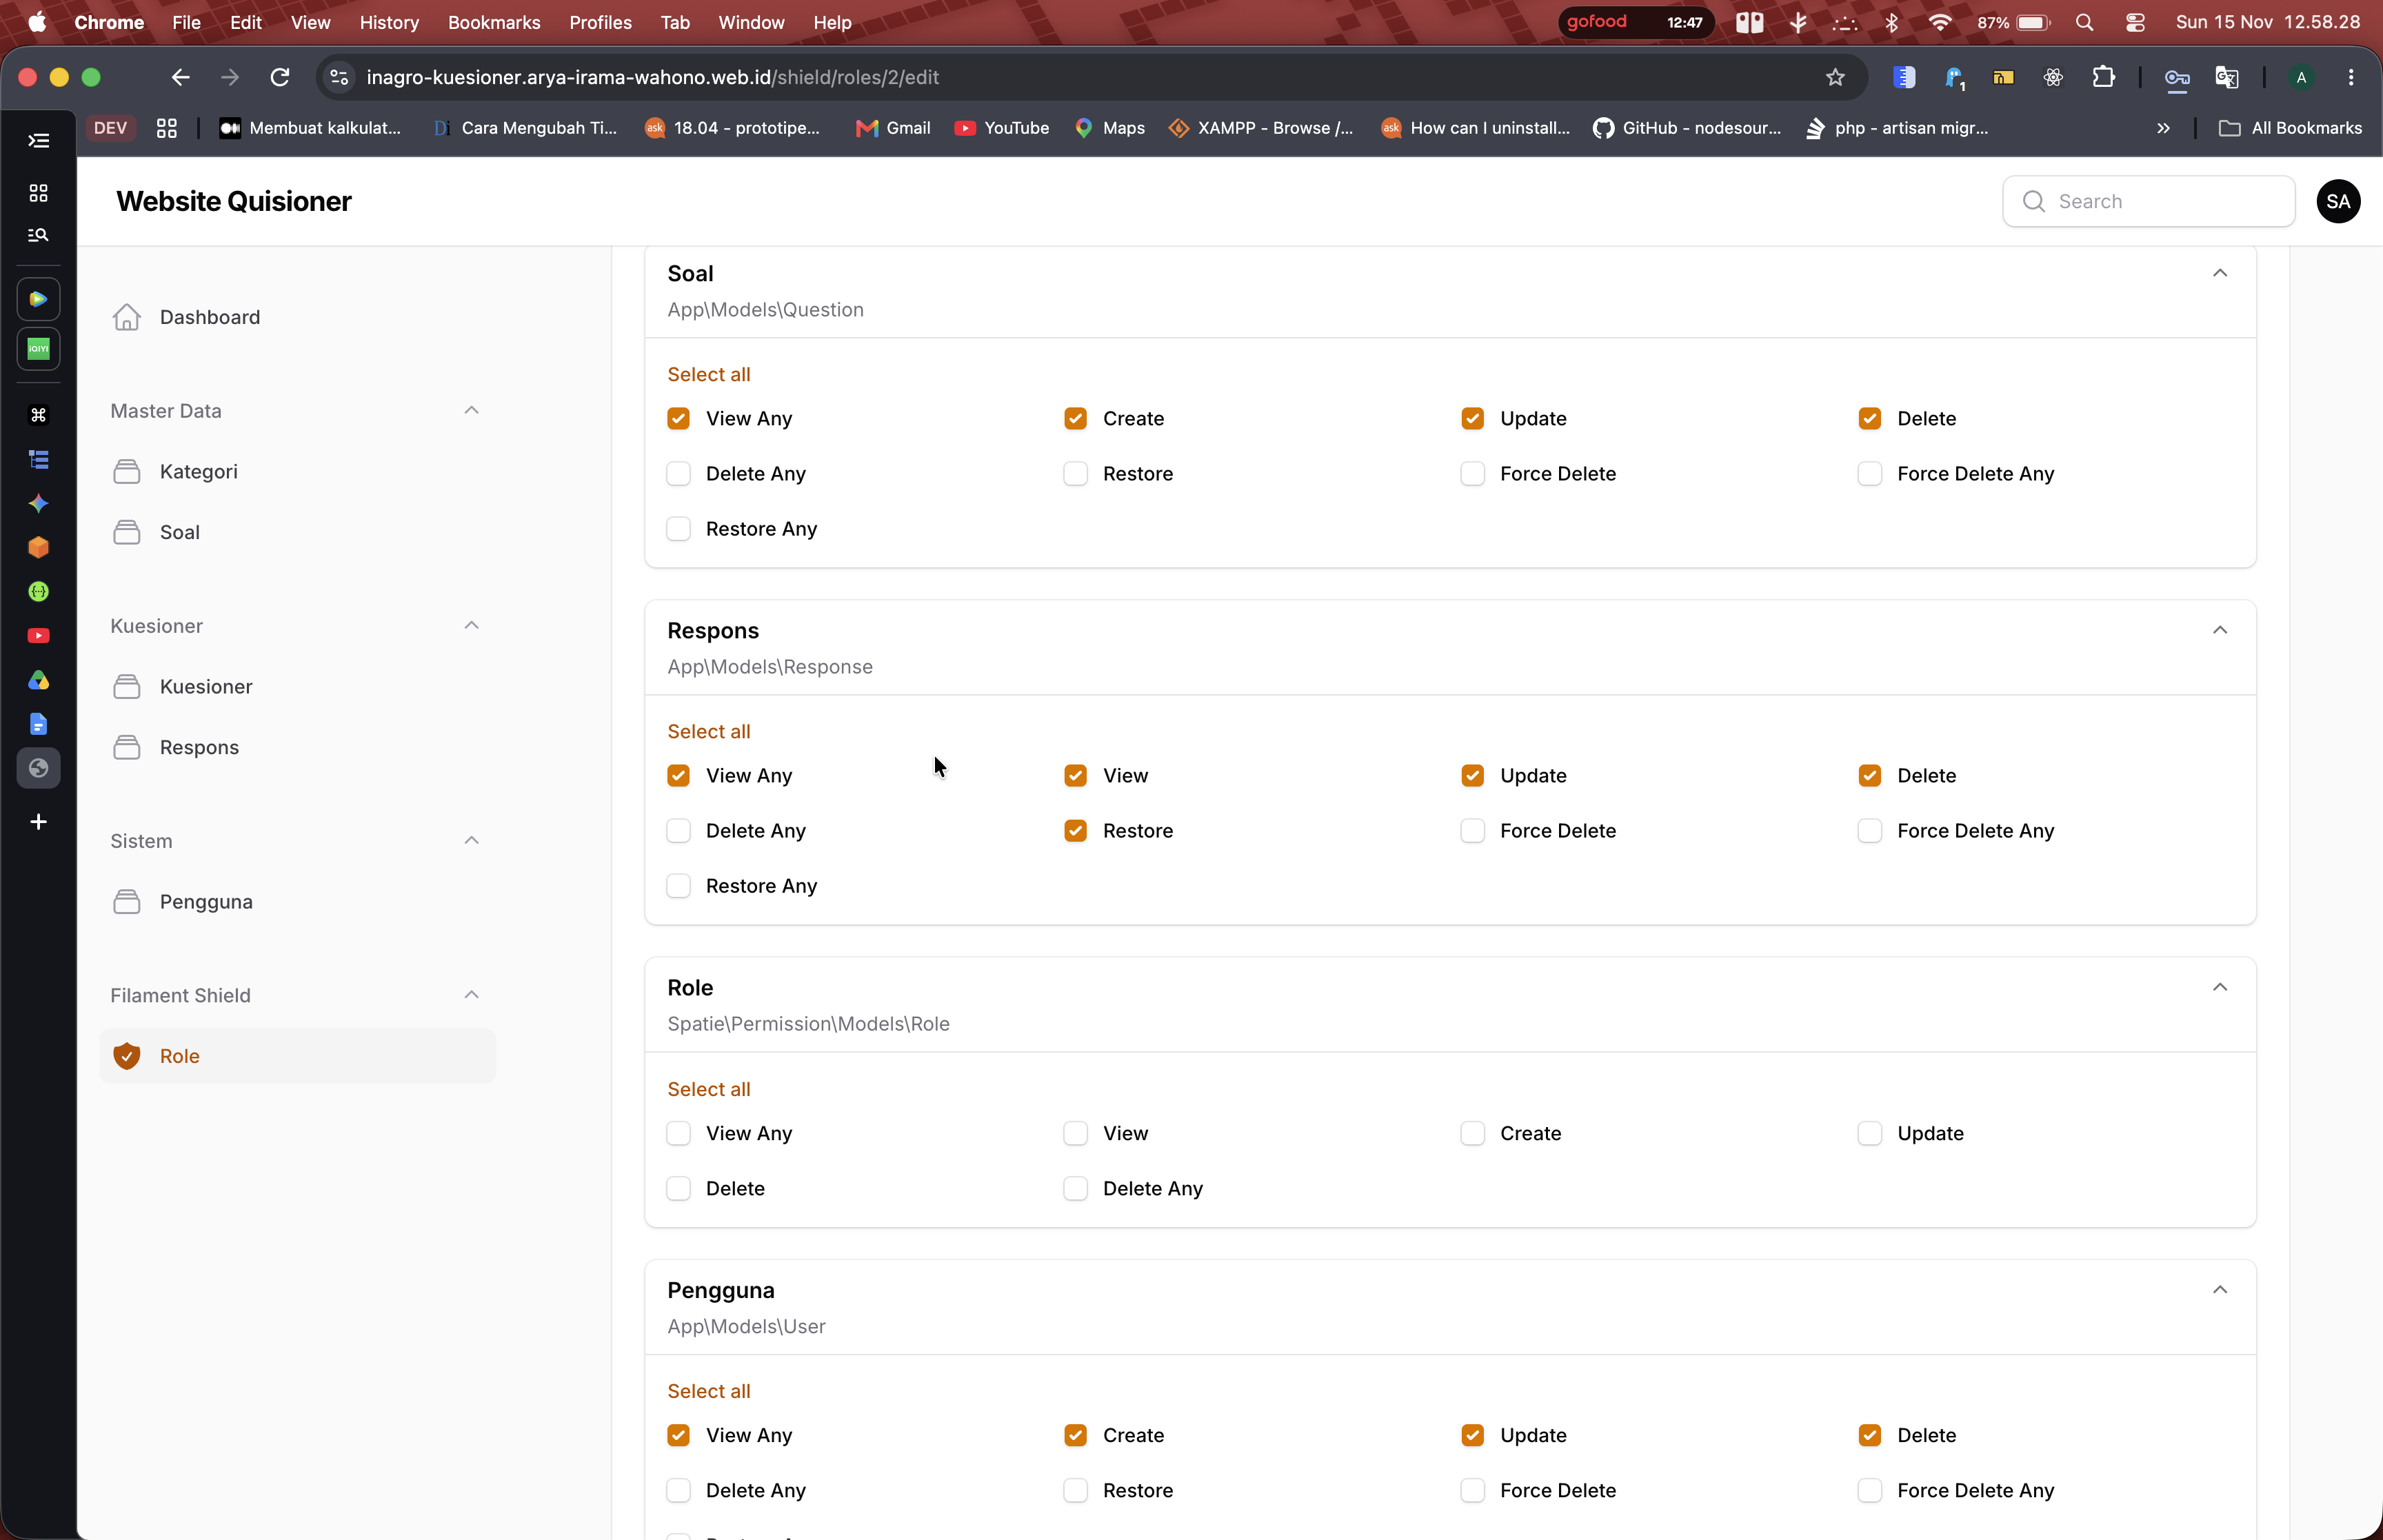 Chrome File Edit View History Bookmarks Profiles Tab Window Help gofood 12:47 87% Sun 15 Nov 12.58.28
inagro-kuesioner.arya-irama-wahono.web.id/shield/roles/2/edit 1 A
DEV Membuat kalkulat... Di Cara Mengubah Ti... ask 18.04 - prototipe... Gmail YouTube Maps XAMPP - Browse /... ask How can I uninstall... GitHub - nodesour... php - artisan migr... » All Bookmarks
Website Quisioner
Search
SA
iQIYI
Dashboard
Master Data
Kategori
Soal
Kuesioner
Kuesioner
Respons
Sistem
Pengguna
Filament Shield
Role
Soal
App\Models\Question
Select all
View Any Create Update Delete
Delete Any Restore Force Delete Force Delete Any
Restore Any
Respons
App\Models\Response
Select all
View Any View Update Delete
Delete Any Restore Force Delete Force Delete Any
Restore Any
Role
Spatie\Permission\Models\Role
Select all
View Any View Create Update
Delete Delete Any
Pengguna
App\Models\User
Select all
View Any Create Update Delete
Delete Any Restore Force Delete Force Delete Any